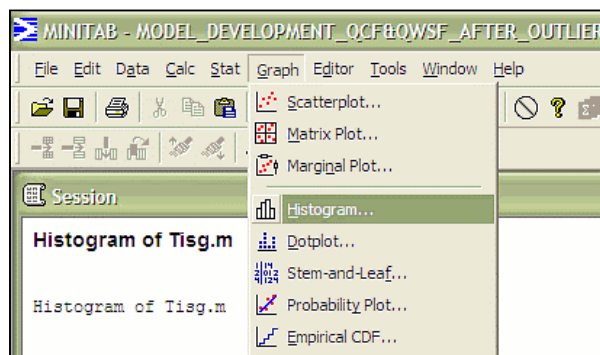 MINITAB - MODEL_DEVELOPMENT_QCF&QWSF_AFTER_OUTLIER
File Edit Data Calc Stat Graph Editor Tools Window Help
Scatterplot...
Matrix Plot...
Marginal Plot...
Session
Histogram...
Histogram of Tisg.m
Dotplot...
Stem-and-Leaf...
Histogram of Tisg.m
Probability Plot...
Empirical CDF...